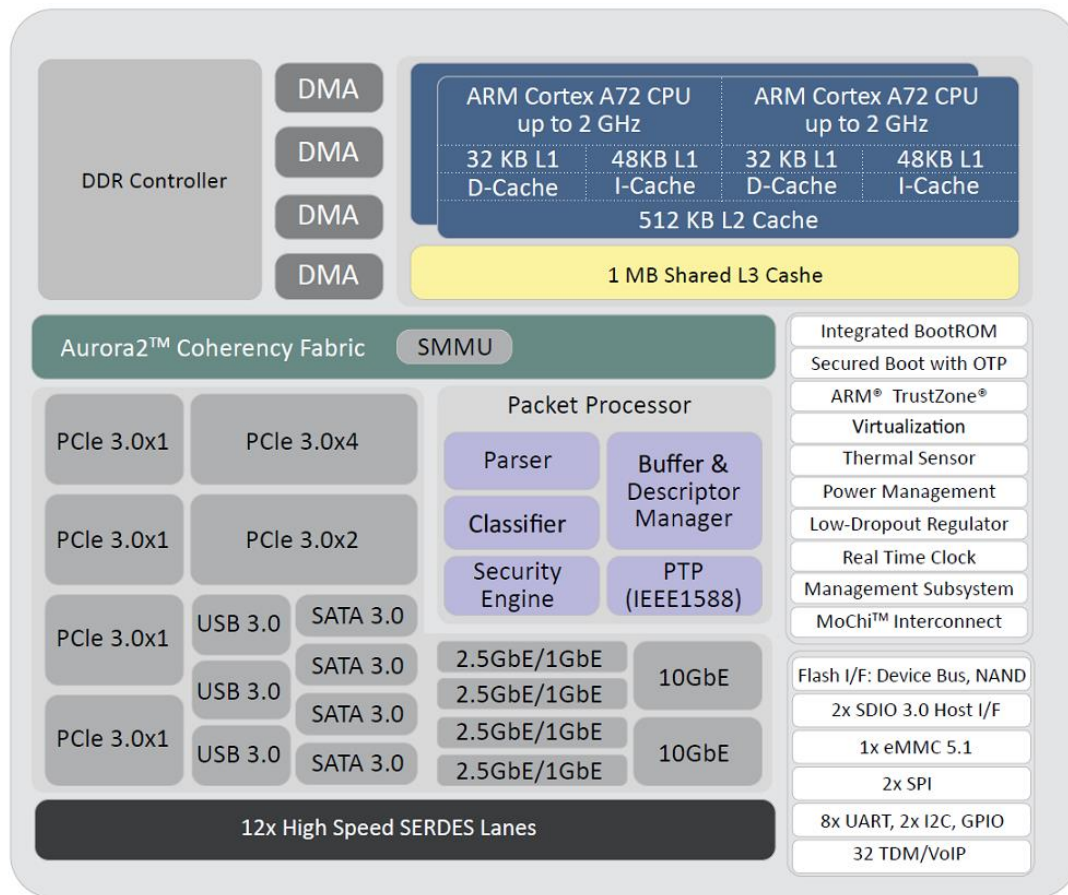 DDR Controller
DMA
DMA
DMA
DMA
ARM Cortex A72 CPU
up to 2 GHz
32 KB L1
D-Cache
48KB L1
I-Cache
ARM Cortex A72 CPU
up to 2 GHz
32 KB L1
D-Cache
48KB L1
I-Cache
512 KB L2 Cache
1 MB Shared L3 Cashe
Aurora2™ Coherency Fabric
SMMU
PCIe 3.0x1
PCIe 3.0x4
PCIe 3.0x1
PCIe 3.0x2
PCIe 3.0x1
PCIe 3.0x1
USB 3.0
USB 3.0
USB 3.0
SATA 3.0
SATA 3.0
SATA 3.0
SATA 3.0
Packet Processor
Parser
Buffer &
Descriptor
Manager
Classifier
Security
Engine
PTP
(IEEE1588)
2.5GbE/1GbE
2.5GbE/1GbE
2.5GbE/1GbE
2.5GbE/1GbE
10GbE
10GbE
12x High Speed SERDES Lanes
Integrated BootROM
Secured Boot with OTP
ARM® TrustZone®
Virtualization
Thermal Sensor
Power Management
Low-Dropout Regulator
Real Time Clock
Management Subsystem
MoChi™ Interconnect
Flash I/F: Device Bus, NAND
2x SDIO 3.0 Host I/F
1x eMMC 5.1
2x SPI
8x UART, 2x I2C, GPIO
32 TDM/VoIP